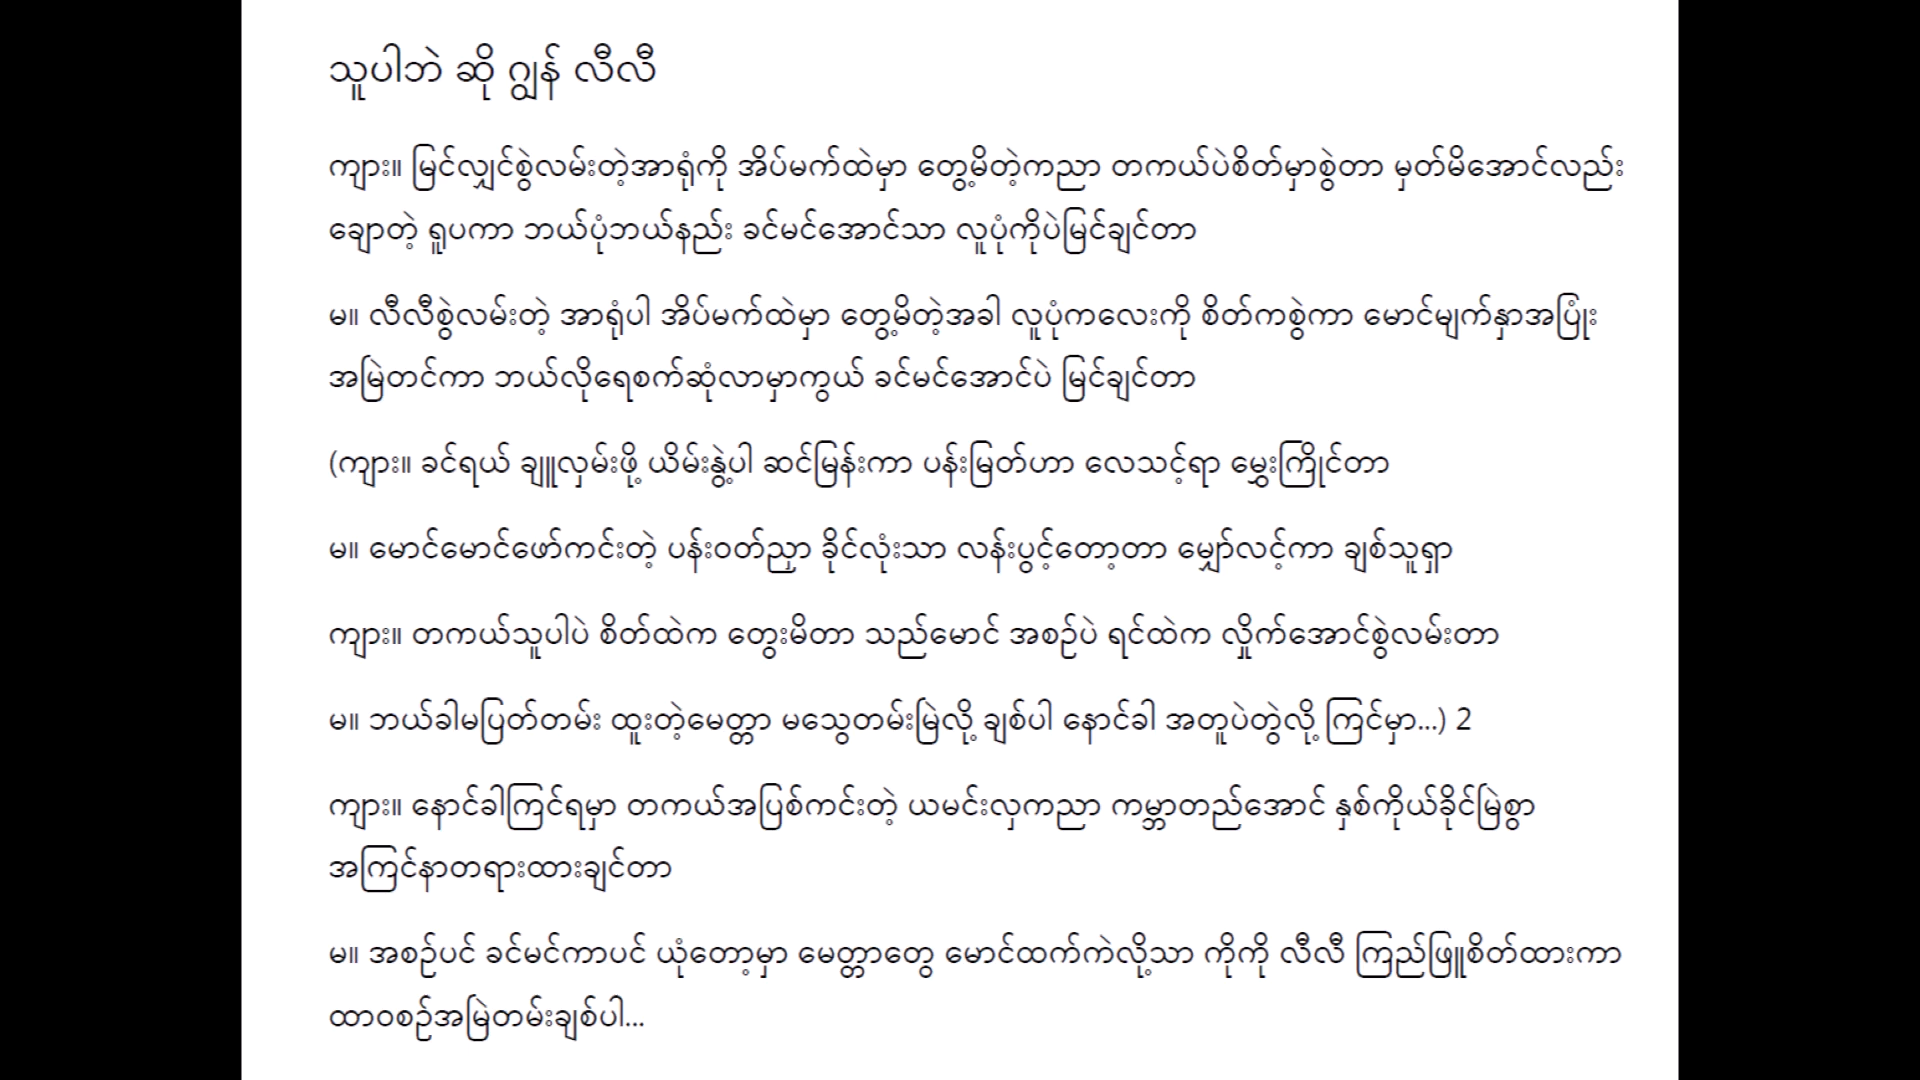 သူပါဘဲ ဆို ဂျွန် လီလီ
ကျား။ မြင်လျှင်စွဲလမ်းတဲ့အာရုံကို အိပ်မက်ထဲမှာ တွေ့မိတဲ့ကညာ တကယ်ပဲစိတ်မှာစွဲတာ မှတ်မိအောင်လည်း
ချောတဲ့ ရူပကာ ဘယ်ပုံဘယ်နည်း ခင်မင်အောင်သာ လူပုံကိုပဲမြင်ချင်တာ
မ။ လီလီစွဲလမ်းတဲ့ အာရုံပါ အိပ်မက်ထဲမှာ တွေ့မိတဲ့အခါ လူပုံကလေးကို စိတ်ကစွဲကာ မောင်မျက်နှာအပြုံး
အမြဲတင်ကာ ဘယ်လိုရေစက်ဆုံလာမှာကွယ် ခင်မင်အောင်ပဲ မြင်ချင်တာ
(ကျား။ ခင်ရယ် ချူလှမ်းဖို့ ယိမ်းနွဲ့ပါ ဆင်မြန်းကာ ပန်းမြတ်ဟာ လေသင့်ရာ မွှေးကြိုင်တာ
မ။ မောင်မောင်ဖော်ကင်းတဲ့ ပန်းဝတ်ညှာ ခိုင်လုံးသာ လန်းပွင့်တော့တာ မျှော်လင့်ကာ ချစ်သူရှာ
ကျား။ တကယ်သူပါပဲ စိတ်ထဲက တွေးမိတာ သည်မောင် အစဉ်ပဲ ရင်ထဲက လှိုက်အောင်စွဲလမ်းတာ
မ။ ဘယ်ခါမပြတ်တမ်း ထူးတဲ့မေတ္တာ မသွေတမ်းမြဲလို့ ချစ်ပါ နောင်ခါ အတူပဲတွဲလို့ ကြင်မှာ...) 2
ကျား။ နောင်ခါကြင်ရမှာ တကယ်အပြစ်ကင်းတဲ့ ယမင်းလှကညာ ကမ္ဘာတည်အောင် နှစ်ကိုယ်ခိုင်မြဲစွာ
အကြင်နာတရားထားချင်တာ
မ။ အစဉ်ပင် ခင်မင်ကာပင် ယုံတော့မှာ မေတ္တာတွေ မောင်ထက်ကဲလို့သာ ကိုကို လီလီ ကြည်ဖြူစိတ်ထားကာ
ထာဝစဉ်အမြဲတမ်းချစ်ပါ...